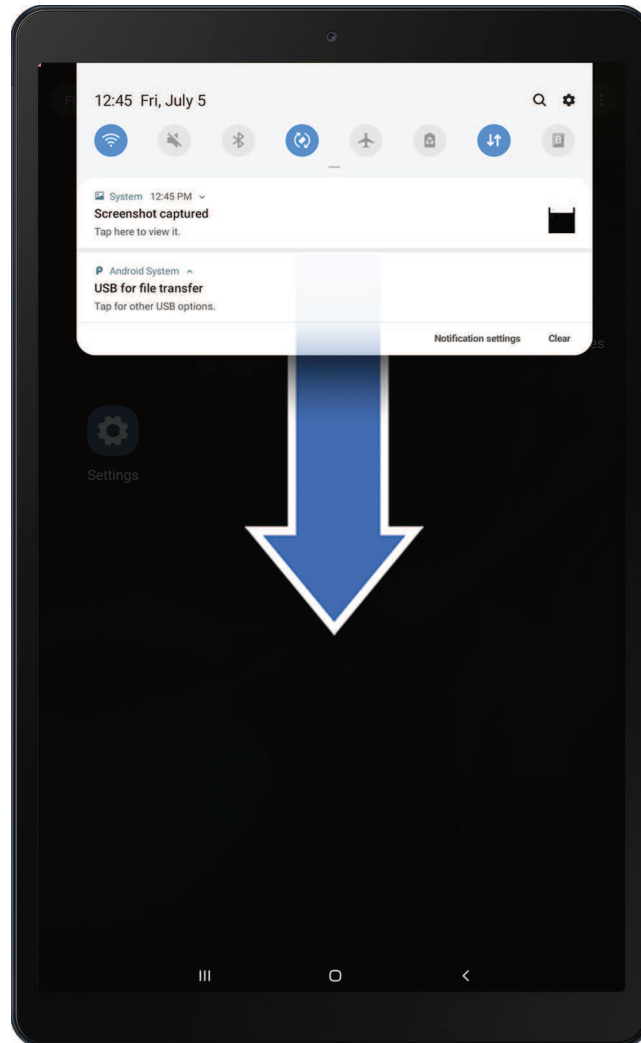 12:45 Fri, July 5
System 12:45 PM
Screenshot captured
Tap here to view it.
Android System
USB for file transfer
Tap for other USB options.
Notification settings Clear
Settings